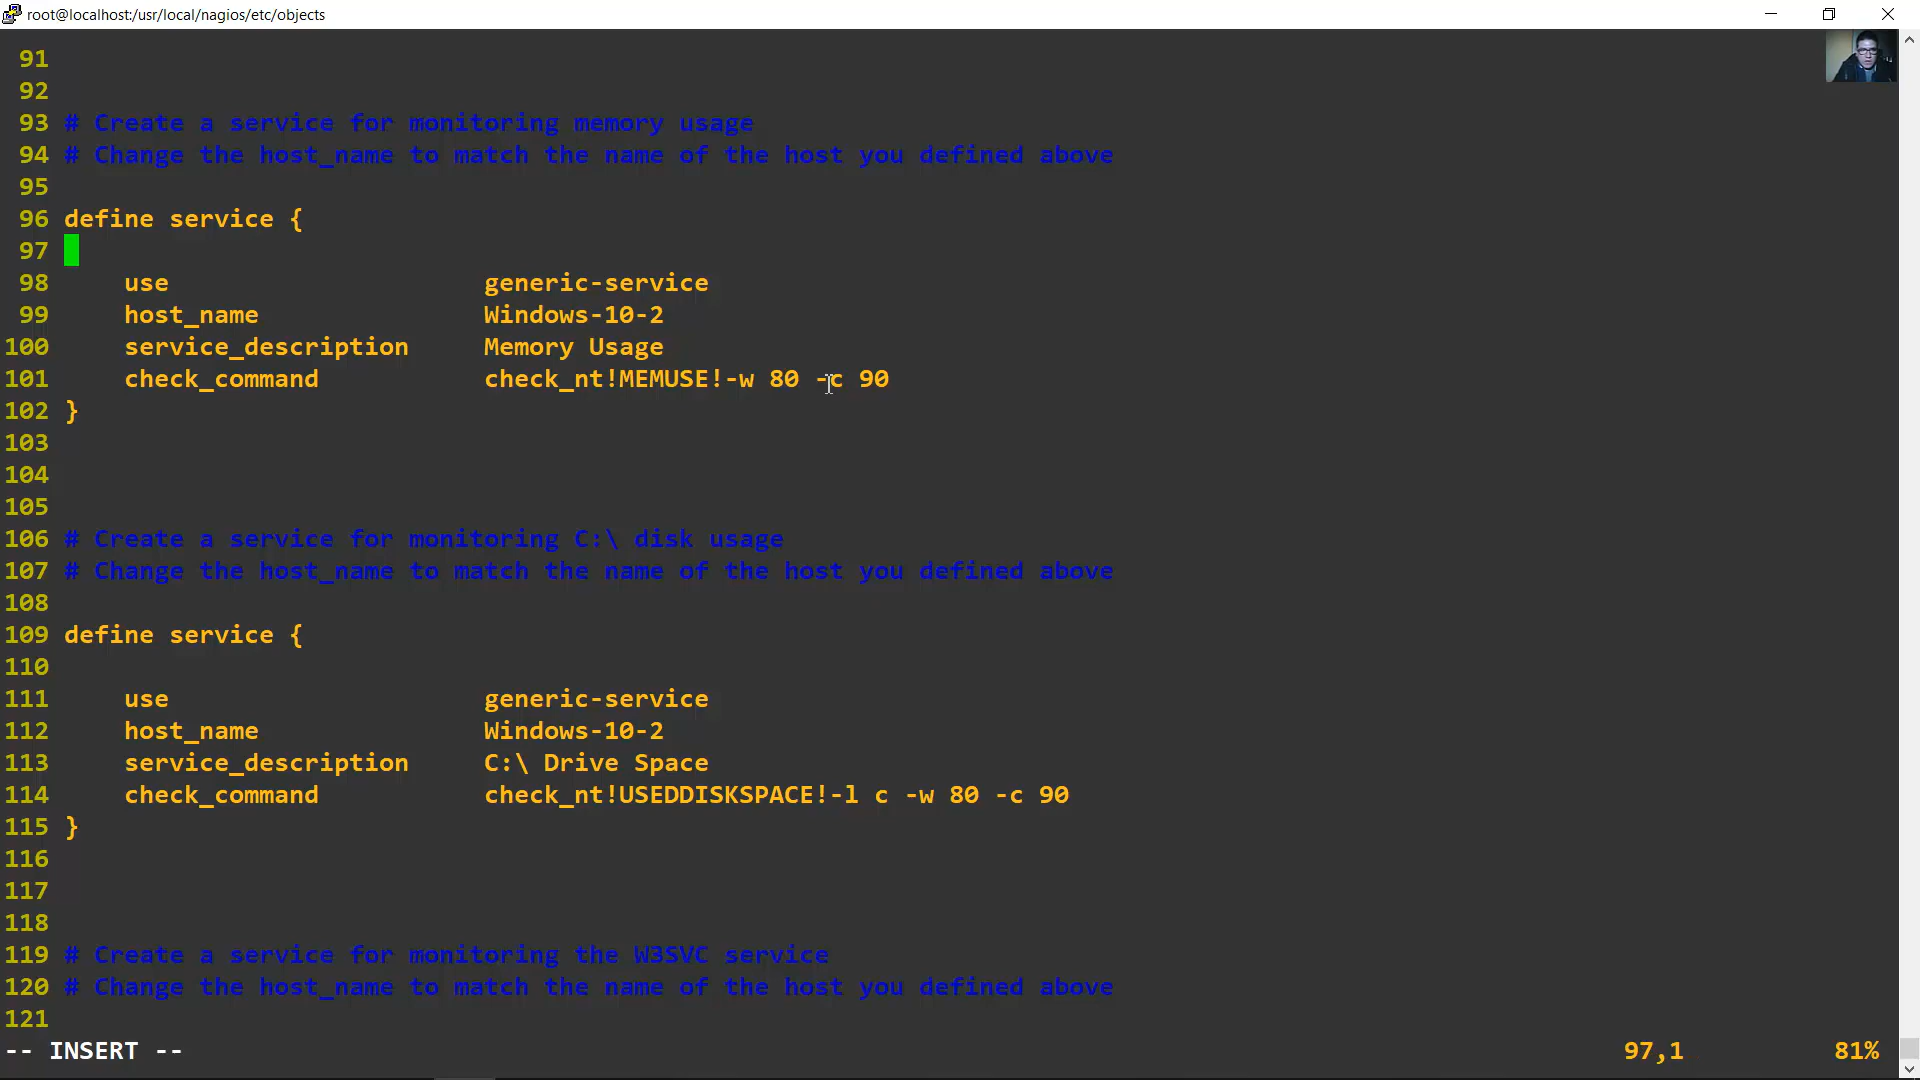 root@localhost:/usr/local/nagios/etc/objects
91
92
93 # Create a service for monitoring memory usage
94 # Change the host_name to match the name of the host you defined above
95
96 define service {
97
98 use generic-service
99 host_name Windows-10-2
100 service_description Memory Usage
101 check_command check_nt!MEMUSE!-w 80 -c 90
102 }
103
104
105
106 # Create a service for monitoring C:\ disk usage
107 # Change the host_name to match the name of the host you defined above
108
109 define service {
110
111 use generic-service
112 host_name Windows-10-2
113 service_description C:\ Drive Space
114 check_command check_nt!USEDDISKSPACE!-l c -w 80 -c 90
115 }
116
117
118
119 # Create a service for monitoring the W3SVC service
120 # Change the host_name to match the name of the host you defined above
121
-- INSERT -- 97,1 81%